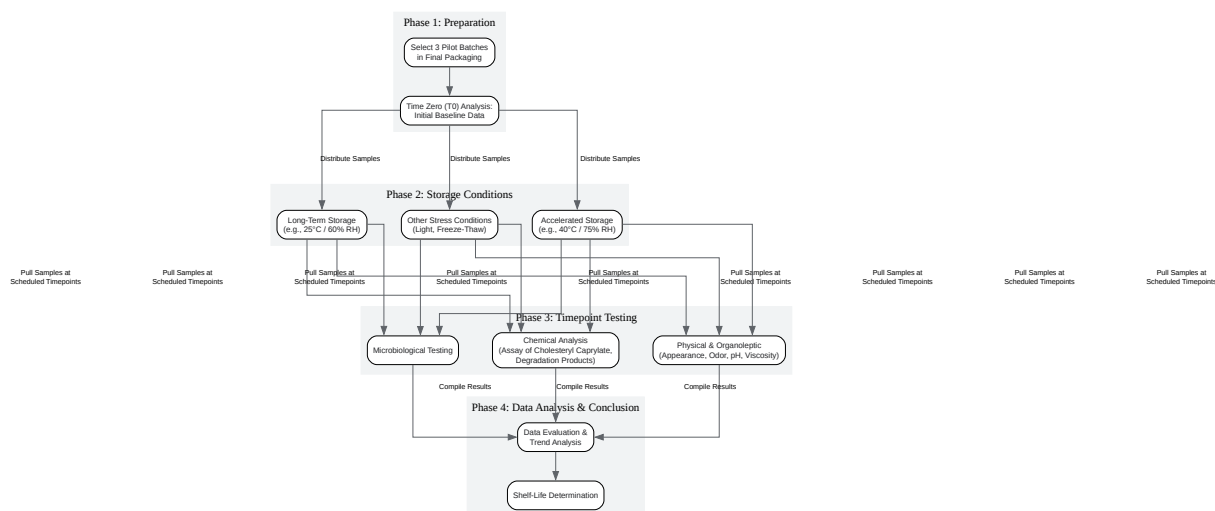 Phase 1: Preparation
Select 3 Pilot Batches
in Final Packaging
Time Zero (T0) Analysis:
Initial Baseline Data
Distribute Samples
Distribute Samples
Distribute Samples
Phase 2: Storage Conditions
Long-Term Storage
(e.g., 25°C / 60% RH)
Other Stress Conditions
(Light, Freeze-Thaw)
Accelerated Storage
(e.g., 40°C / 75% RH)
Pull Samples at
Scheduled Timepoints
Pull Samples at
Scheduled Timepoints
Pull Samples at
Scheduled Timepoints
Pull Samples at
Scheduled Timepoints
Pull Samples at
Scheduled Timepoints
Pull Samples at
Scheduled Timepoints
Pull Samples at
Scheduled Timepoints
Pull Samples at
Scheduled Timepoints
Pull Samples at
Scheduled Timepoints
Phase 3: Timepoint Testing
Microbiological Testing
Chemical Analysis
(Assay of Cholesteryl Caprylate,
Degradation Products)
Physical & Organoleptic
(Appearance, Odor, pH, Viscosity)
Compile Results
Compile Results
Compile Results
Phase 4: Data Analysis & Conclusion
Data Evaluation &
Trend Analysis
Shelf-Life Determination